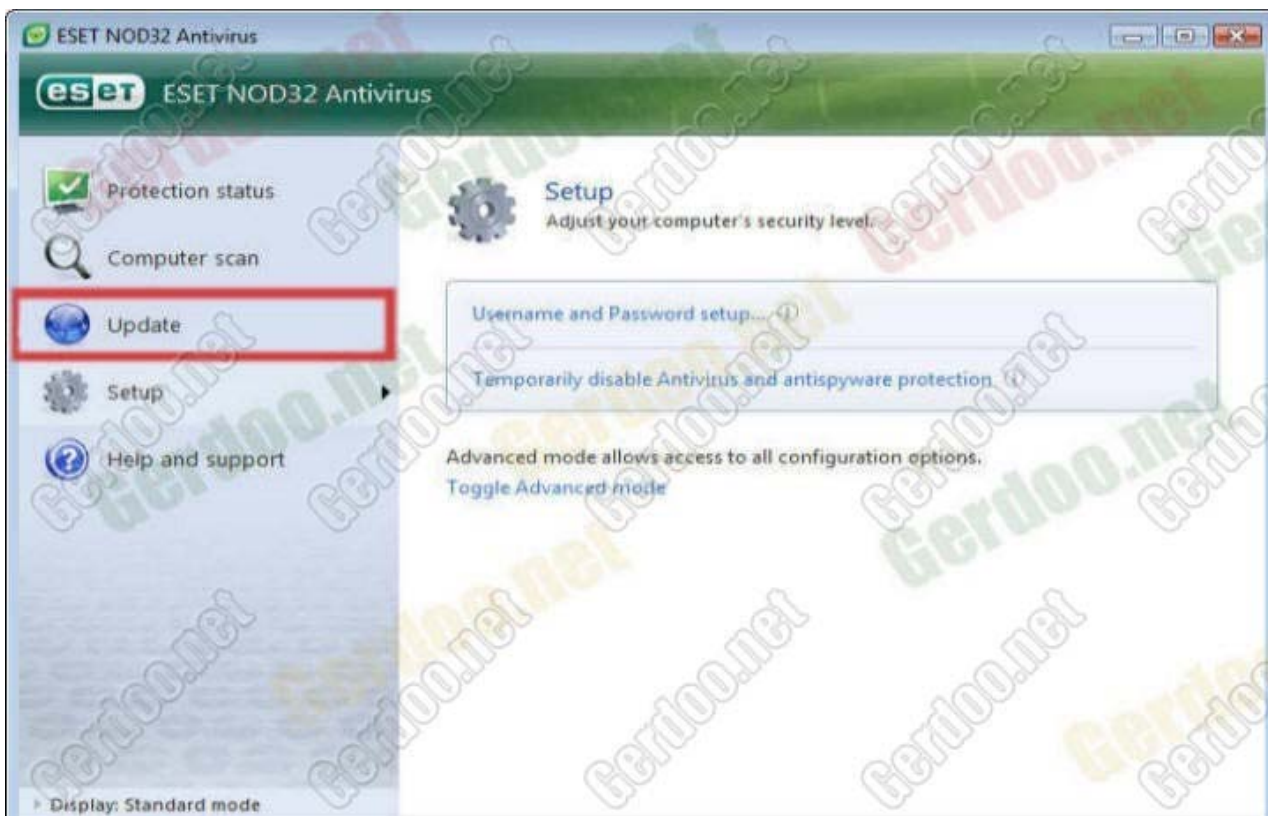 ESET NOD32 Antivirus
eset ESET NOD32 Antivirus
Protection status
Computer scan
Update
Setup
Help and support
Display: Standard mode
Setup
Adjust your computer's security level.
Username and Password setup...
Temporarily disable Antivirus and antispyware protection
Advanced mode allows access to all configuration options.
Toggle Advanced mode
Gerdoo.net